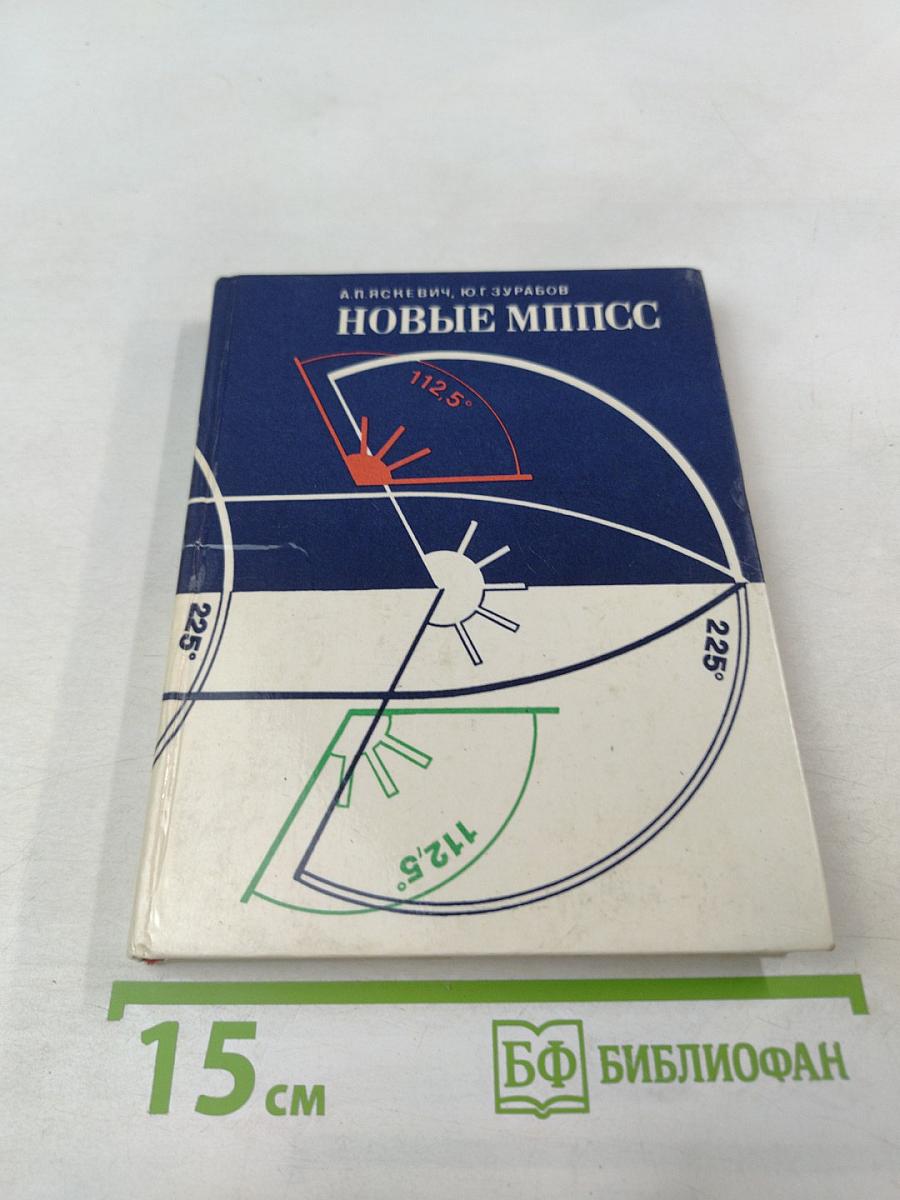 А.П.ЯСКЕВИЧ, Ю.Г.ЗУРАБОВ
НОВЫЕ МППСС
112,5°
225°
225°
112,5°
15 см
БФ БИБЛИОФАН